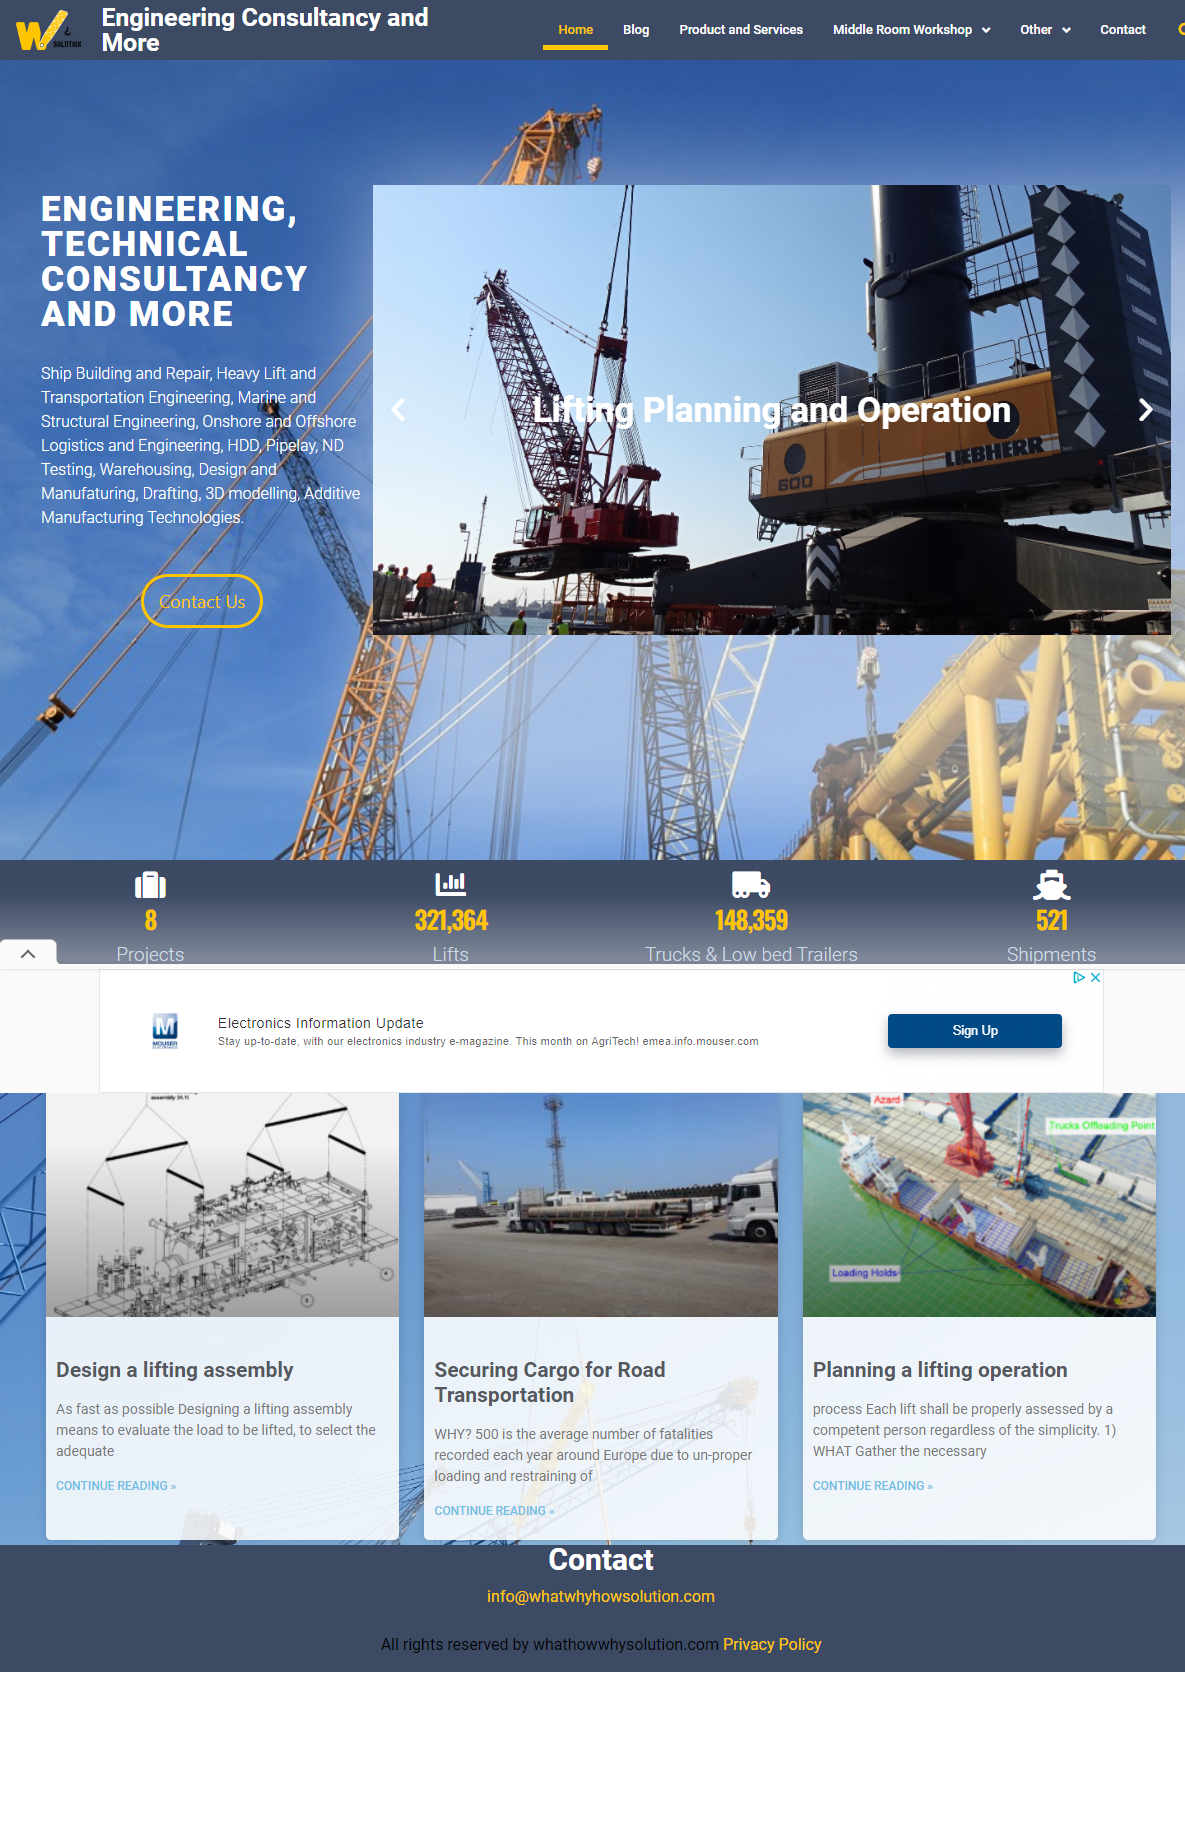 SOLUTION
Engineering Consultancy and
More
Home
Blog
Product and Services
Middle Room Workshop
Other
Contact
ENGINEERING,
TECHNICAL
CONSULTANCY
AND MORE
Ship Building and Repair, Heavy Lift and
Transportation Engineering, Marine and
Structural Engineering, Onshore and Offshore
Logistics and Engineering, HDD, Pipelay, ND
Testing, Warehousing, Design and
Manufaturing, Drafting, 3D modelling, Additive
Manufacturing Technologies.
Contact Us
Lifting Planning and Operation
LIEBHERR
600
8
Projects
321,364
Lifts
148,359
Trucks & Low bed Trailers
521
Shipments
MOUSER
Electronics Information Update
Stay up-to-date, with our electronics industry e-magazine. This month on AgriTech! emea.info.mouser.com
Sign Up
Azard
Trucks Offloading Point
Loading Holds
Design a lifting assembly
As fast as possible Designing a lifting assembly
means to evaluate the load to be lifted, to select the
adequate
CONTINUE READING »
Securing Cargo for Road
Transportation
WHY? 500 is the average number of fatalities
recorded each year around Europe due to un-proper
loading and restraining of
CONTINUE READING »
Planning a lifting operation
process Each lift shall be properly assessed by a
competent person regardless of the simplicity. 1)
WHAT Gather the necessary
CONTINUE READING »
Contact
info@whatwhyhowsolution.com
All rights reserved by whathowwhysolution.com Privacy Policy